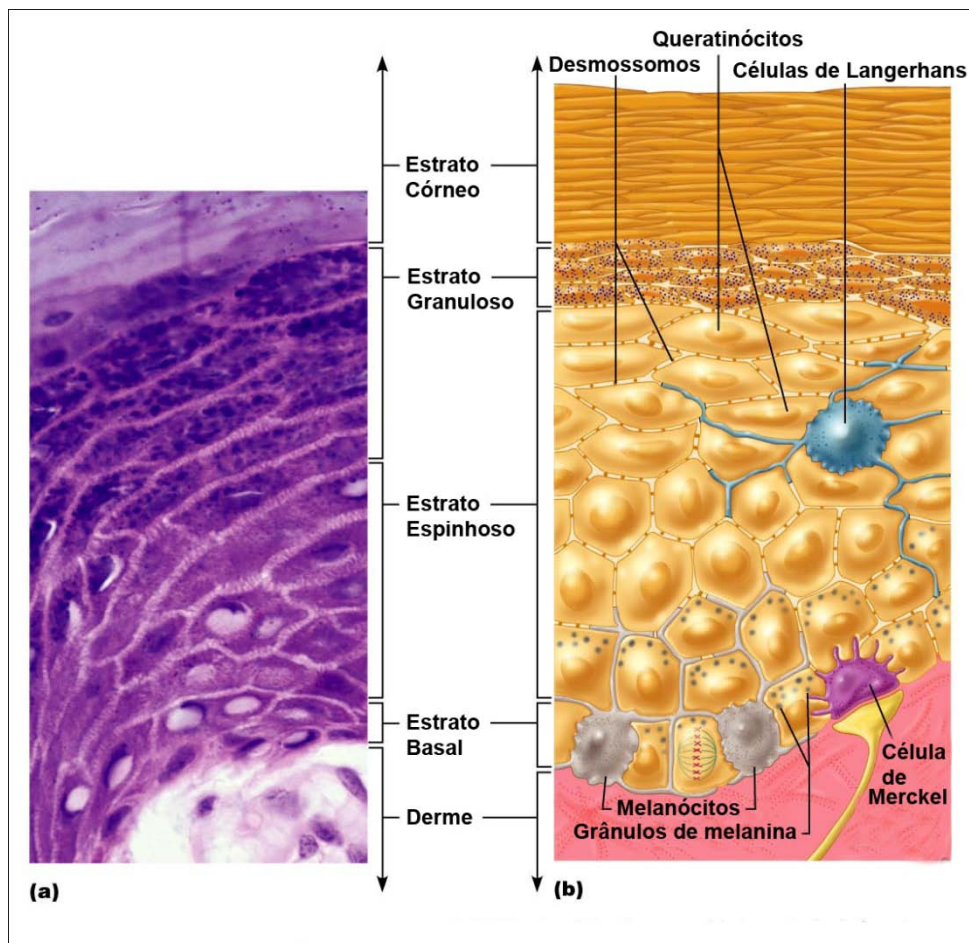 Queratinócitos
Desmossomos
Células de Langerhans
Estrato
Córneo
Estrato
Granuloso
Estrato
Espinhoso
Estrato
Basal
Derme
Melanócitos
Grânulos de melanina
Célula
de
Merckel
(a)
(b)